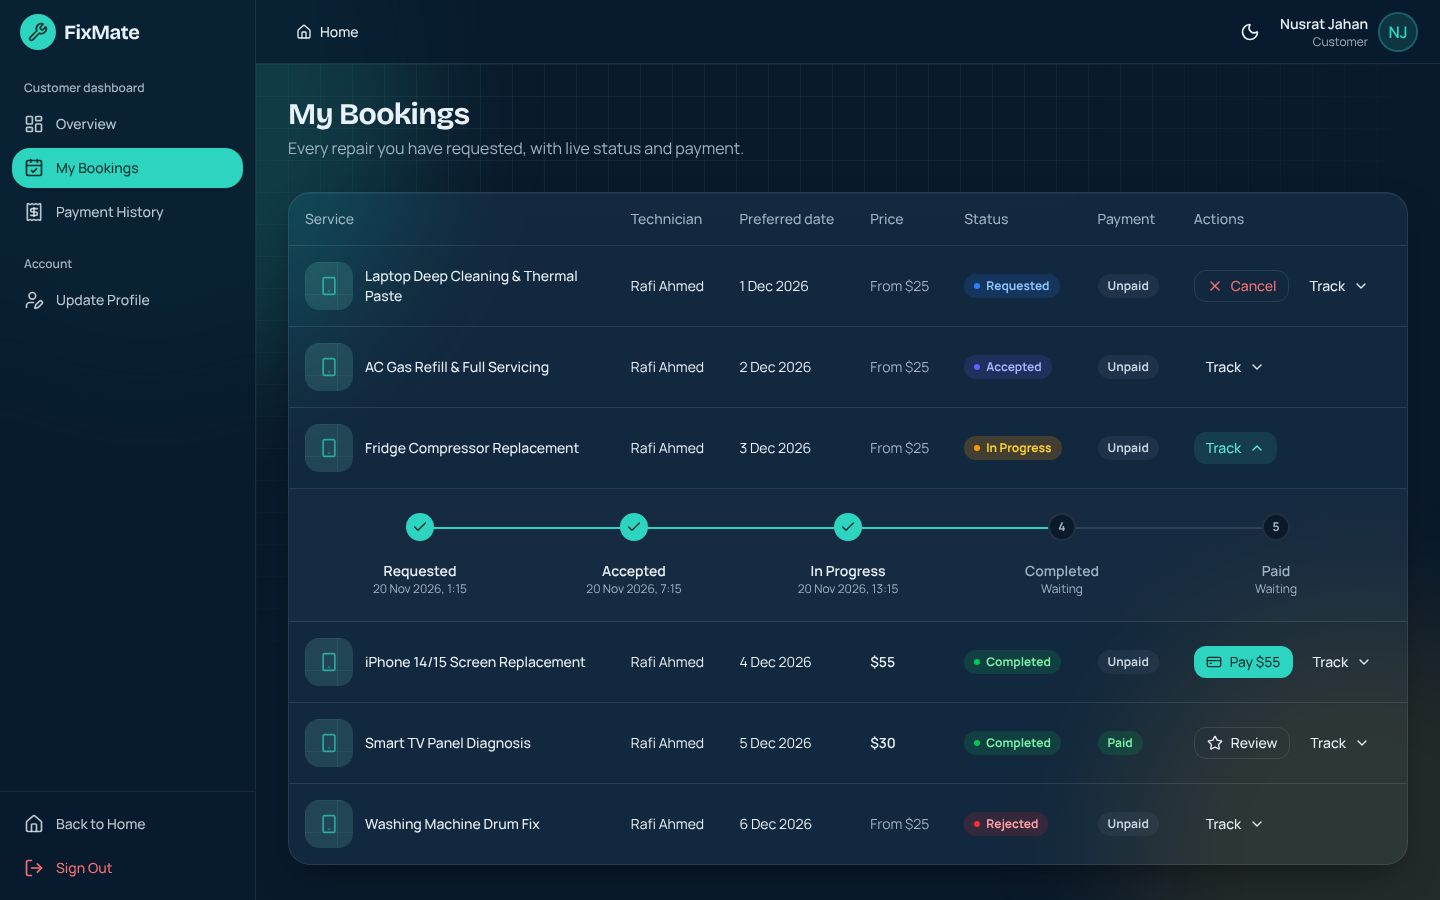 FixMate
Home
Nusrat Jahan
Customer
NJ
Customer dashboard
Overview
My Bookings
Payment History
Account
Update Profile
Back to Home
Sign Out
My Bookings
Every repair you have requested, with live status and payment.
Service Technician Preferred date Price Status Payment Actions
Laptop Deep Cleaning & Thermal
Paste
Rafi Ahmed 1 Dec 2026 From $25 Requested Unpaid Cancel Track
AC Gas Refill & Full Servicing Rafi Ahmed 2 Dec 2026 From $25 Accepted Unpaid Track
Fridge Compressor Replacement Rafi Ahmed 3 Dec 2026 From $25 In Progress Unpaid Track
4 5
Requested Accepted In Progress Completed Paid
20 Nov 2026, 1:15 20 Nov 2026, 7:15 20 Nov 2026, 13:15 Waiting Waiting
iPhone 14/15 Screen Replacement Rafi Ahmed 4 Dec 2026 $55 Completed Unpaid Pay $55 Track
Smart TV Panel Diagnosis Rafi Ahmed 5 Dec 2026 $30 Completed Paid Review Track
Washing Machine Drum Fix Rafi Ahmed 6 Dec 2026 From $25 Rejected Unpaid Track